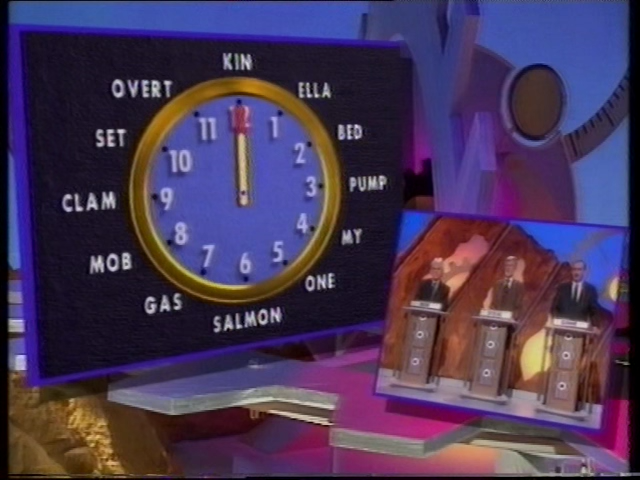 KIN
OVERT
ELLA
SET
BED
CLAM
PUMP
MOB
MY
GAS
ONE
SALMON
12
11
1
10
2
9
3
8
4
7
5
6